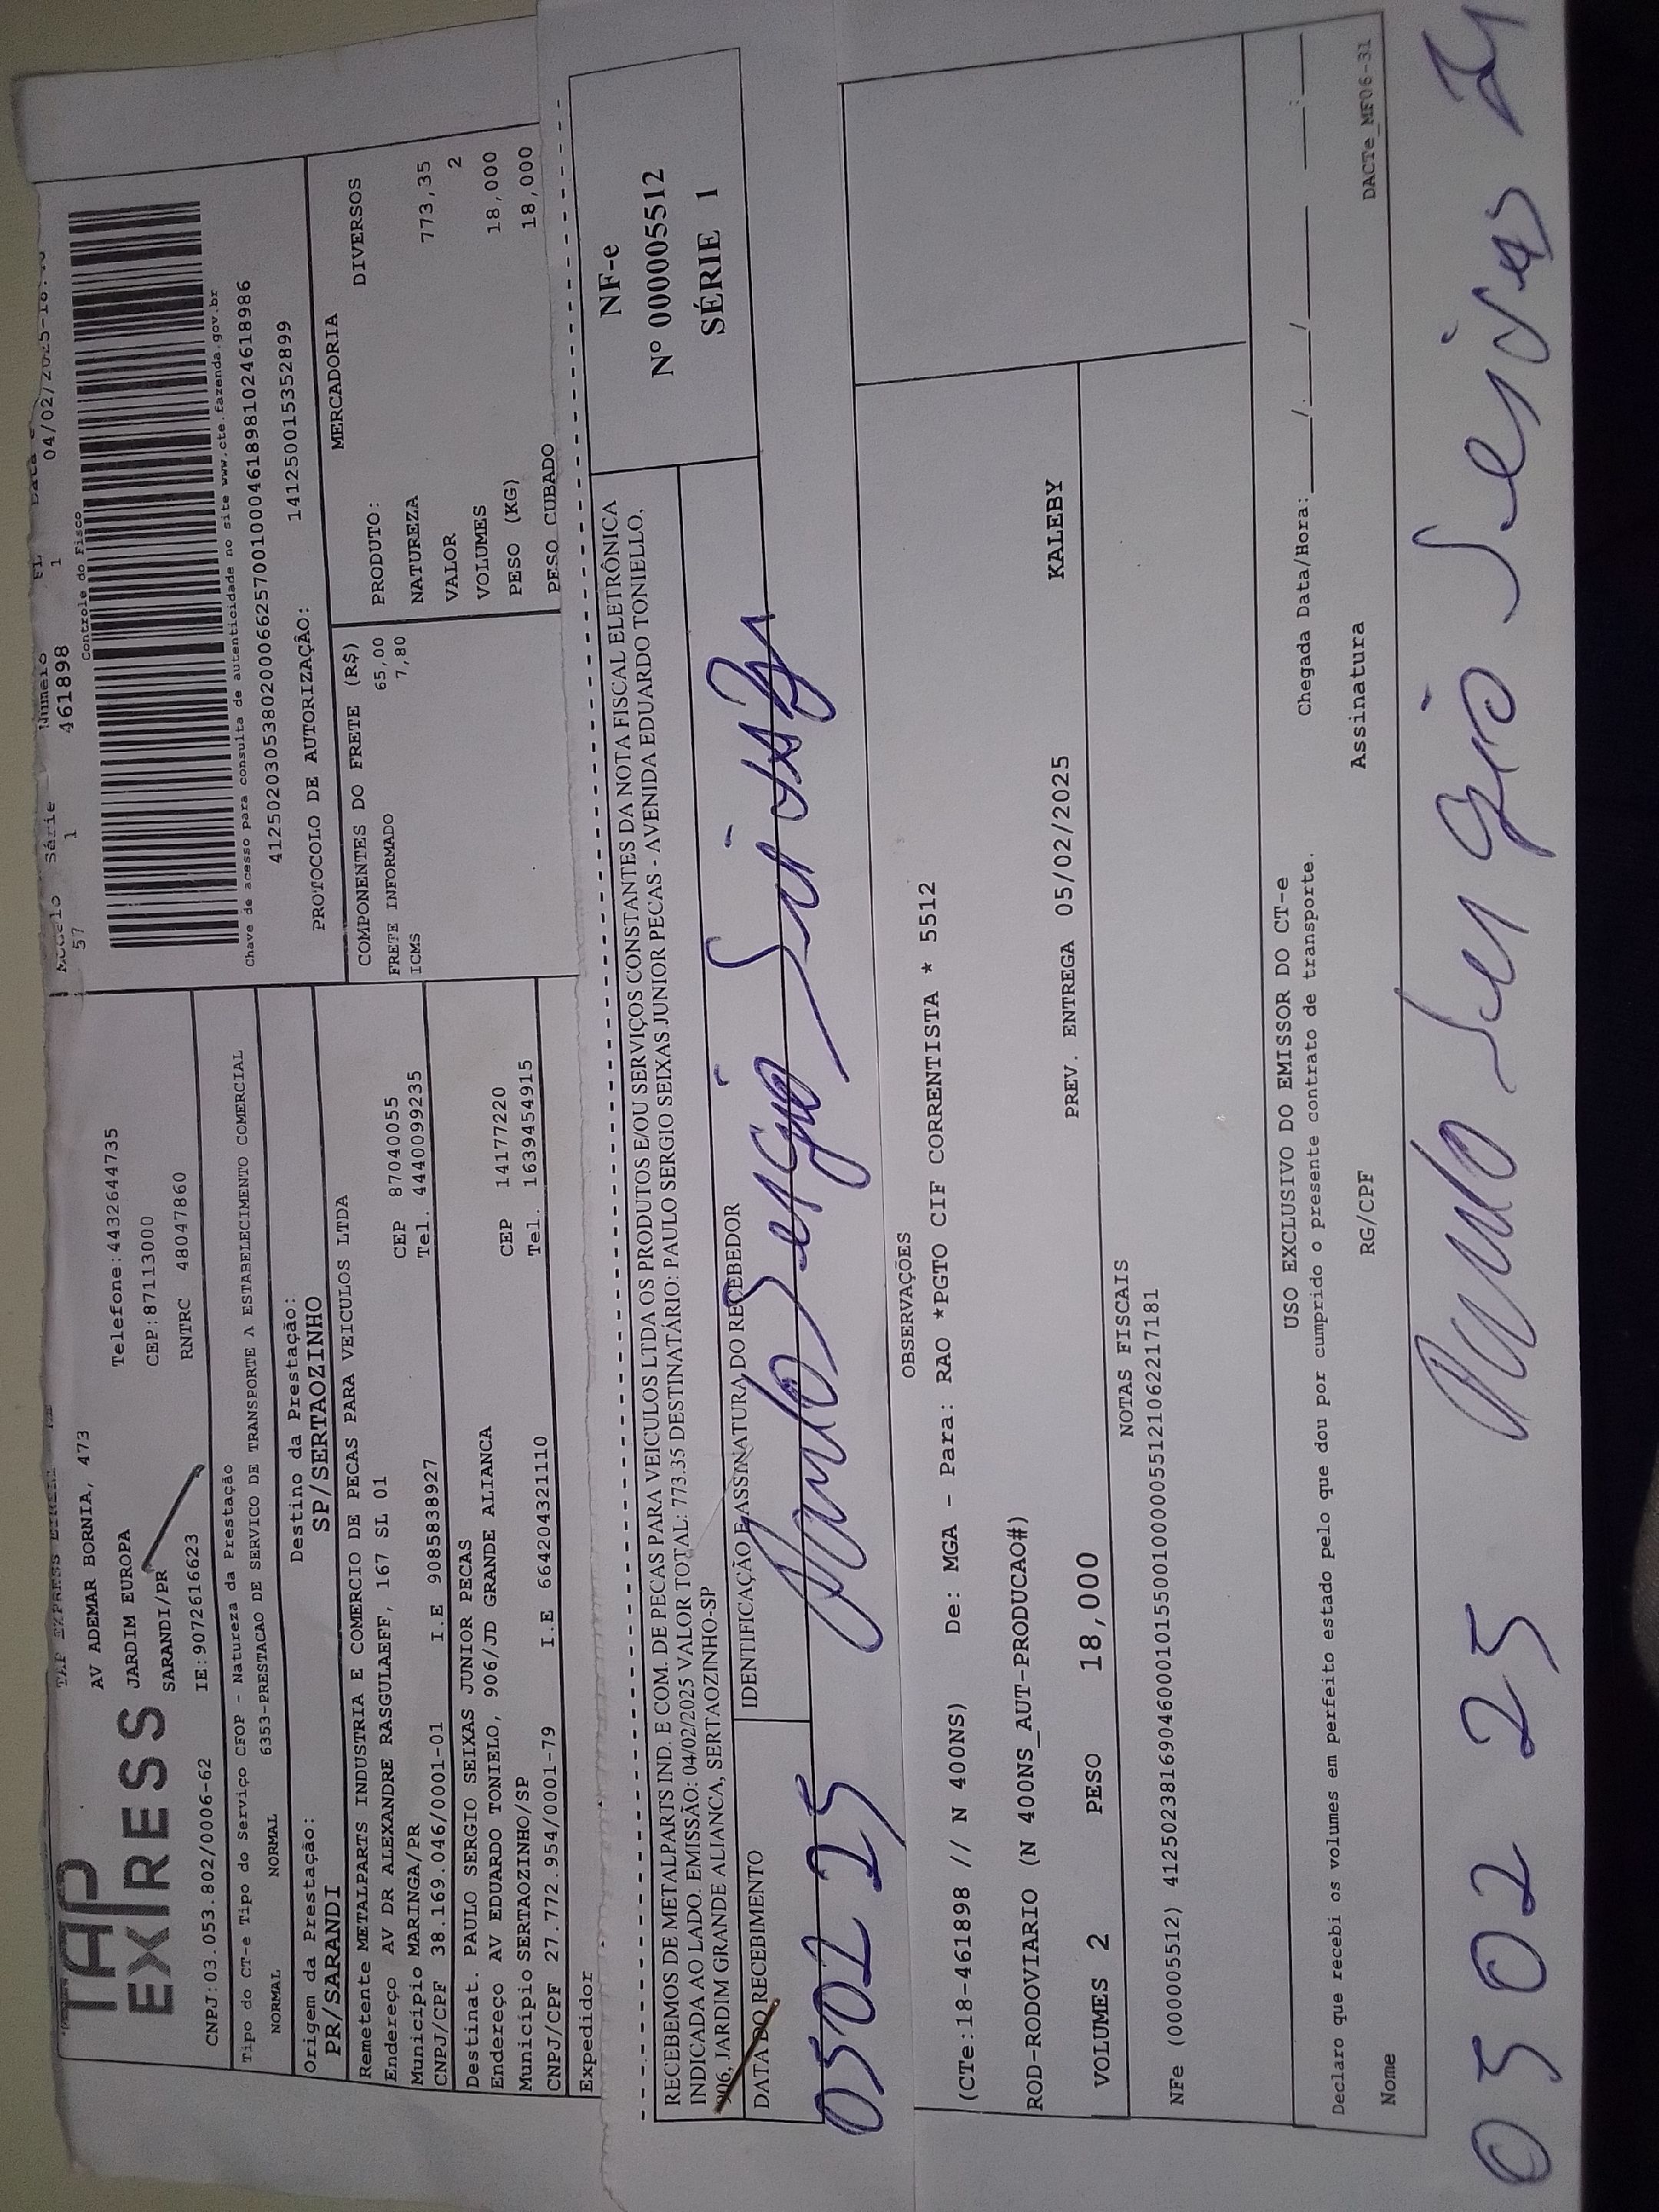 TAP
EXPRESS
AV ADEMAR BORNIA, 473
JARDIM EUROPA
SARANDI/PR
Telefone:4432644735
CEP:87113000
CNPJ:03.053.802/0006-62 IE:9072616623 RNTRC 48047860
Modelo Série Número FL
57 1 461898 1 04/02/2025
Controle do Fisco
Chave de acesso para consulta de autenticidade no site www.cte.fazenda.gov.br
41250203053802000662570010004618981024618986
PROTOCOLO DE AUTORIZAÇÃO: 141250015352899
Tipo do CT-e Tipo do Serviço CFOP - Natureza da Prestação
NORMAL NORMAL 6353-PRESTACAO DE SERVICO DE TRANSPORTE A ESTABELECIMENTO COMERCIAL
Origem da Prestação: Destino da Prestação:
PR/SARANDI SP/SERTAOZINHO
Remetente METALPARTS INDUSTRIA E COMERCIO DE PECAS PARA VEICULOS LTDA
Endereço AV DR ALEXANDRE RASGULAEFF, 167 SL 01
Município MARINGA/PR CEP 87040055
CNPJ/CPF 38.169.046/0001-01 I.E 9085838927 Tel. 4440099235
Destinat. PAULO SERGIO SEIXAS JUNIOR PECAS
Endereço AV EDUARDO TONIELO, 906/JD GRANDE ALIANCA
Município SERTAOZINHO/SP CEP 14177220
CNPJ/CPF 27.772.954/0001-79 I.E 664204321110 Tel. 1639454915
Expedidor
COMPONENTES DO FRETE (R$)
FRETE INFORMADO 65,00
ICMS 7,80
MERCADORIA
PRODUTO:
NATUREZA DIVERSOS
VALOR 773,35
VOLUMES 2
PESO (KG) 18,000
PESO CUBADO 18,000
RECEBEMOS DE METALPARTS IND. E COM. DE PECAS PARA VEICULOS LTDA OS PRODUTOS E/OU SERVIÇOS CONSTANTES DA NOTA FISCAL ELETRÔNICA
INDICADA AO LADO. EMISSÃO: 04/02/2025 VALOR TOTAL: 773.35 DESTINATÁRIO: PAULO SERGIO SEIXAS JUNIOR PECAS - AVENIDA EDUARDO TONIELLO,
906, JARDIM GRANDE ALIANCA, SERTAOZINHO-SP
DATA DO RECEBIMENTO IDENTIFICAÇÃO E ASSINATURA DO RECEBEDOR
05 02 25 Paulo Sergio Seixas Jr
NF-e
Nº 000005512
SÉRIE 1
OBSERVAÇÕES
(CTe:18-461898 // N 400NS) De: MGA - Para: RAO *PGTO CIF CORRENTISTA * 5512
ROD-RODOVIARIO (N 400NS_AUT-PRODUCAO#)
VOLUMES 2 PESO 18,000 PREV. ENTREGA 05/02/2025 KALEBY
NOTAS FISCAIS
NFe (000005512) 41250238169046000101550010000055121062217181
USO EXCLUSIVO DO EMISSOR DO CT-e
Declaro que recebi os volumes em perfeito estado pelo que dou por cumprido o presente contrato de transporte.
Chegada Data/Hora:____/____/____ ____:____
Nome RG/CPF Assinatura
DACTe_MF06-31
05 02 25 Paulo Sergio Seixas Jr